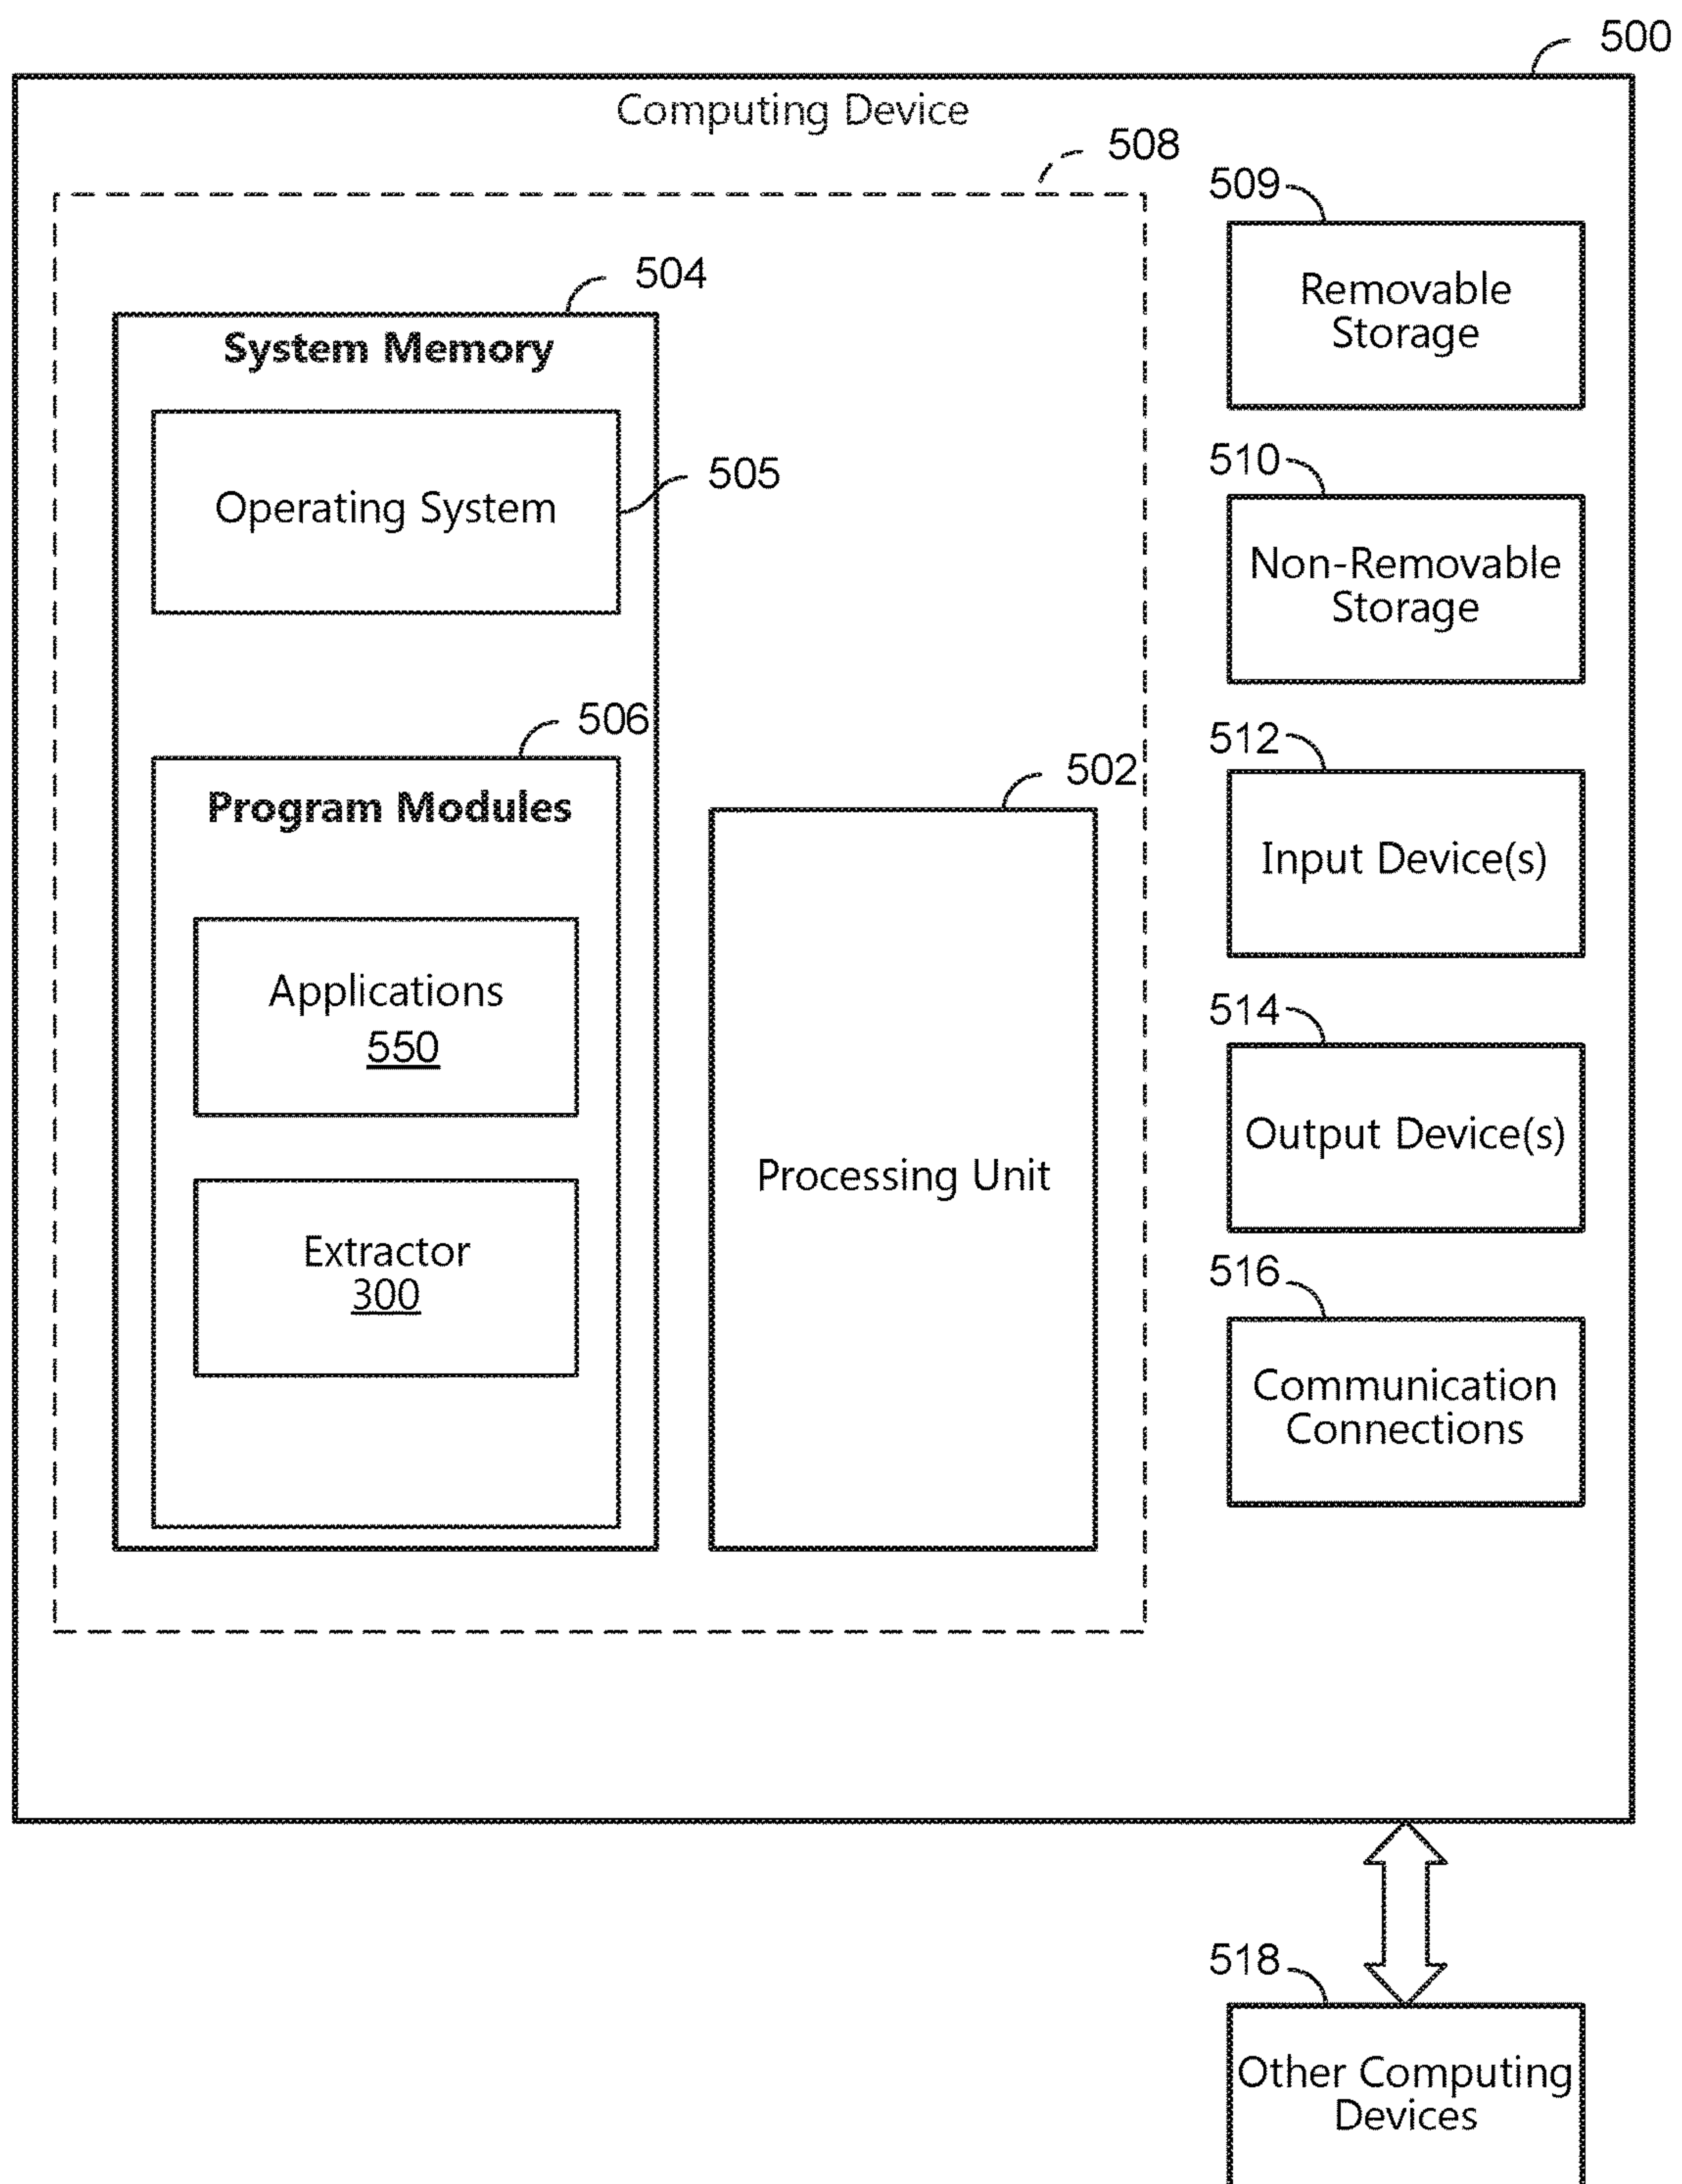 500
Computing Device
508
504
System Memory
Operating System
505
506
Program Modules
Applications
550
Extractor
300
502
Processing Unit
509
Removable
Storage
510
Non-Removable
Storage
512
Input Device(s)
514
Output Device(s)
516
Communication
Connections
518
Other Computing
Devices